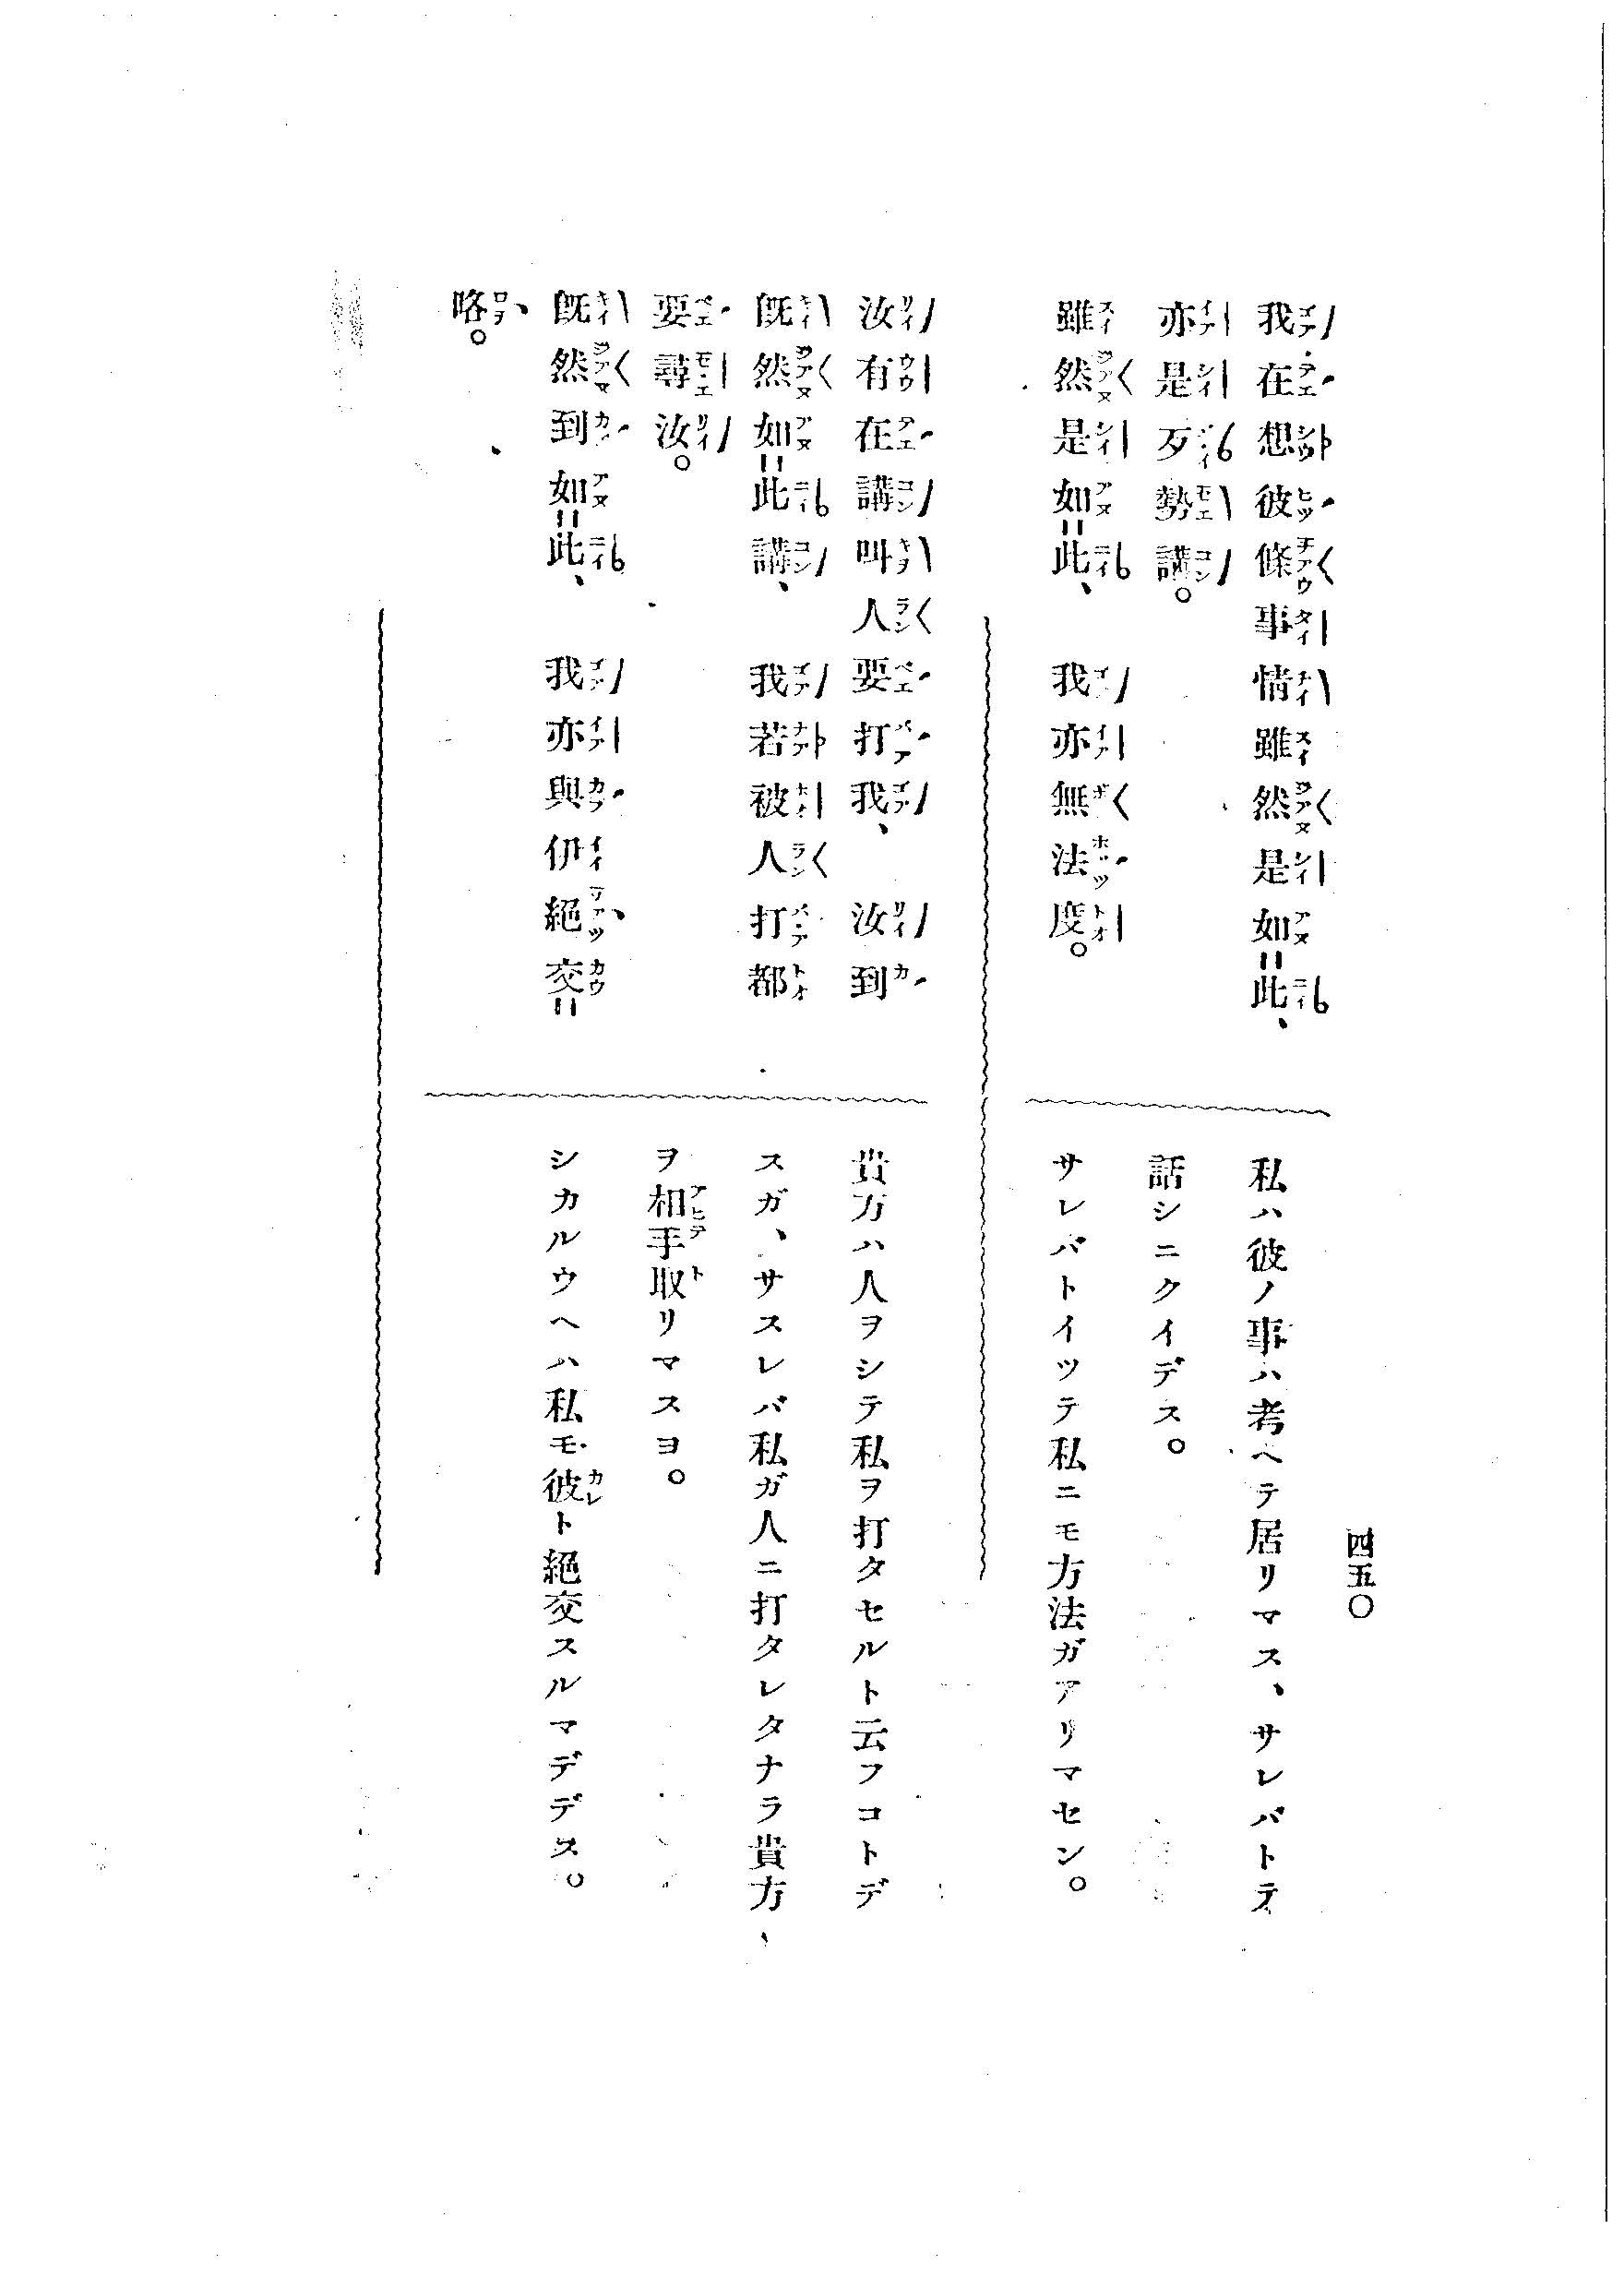 四五〇
我在想彼條事情雖然是如=此、
亦是歹勢講。
雖然是如=此、我亦無法度。
私ハ彼ノ事ハ考ヘテ居リマス、サレバトテ
話シニクイデス。
サレバトイツテ私ニモ方法ガアリマセン。
汝有在講叫人要打我、汝到
既然如=此講、我若被人打都
要尋汝。
既然到如=此、我亦與伊絕交=
略。
貴方ハ人ヲシテ私ヲ打タセルト云フコトデ
スガ、サスレバ私ガ人ニ打タレタナラ貴方
ヲ相手取リマスヨ。
シカルウヘハ私モ彼ト絕交スルマデデス。